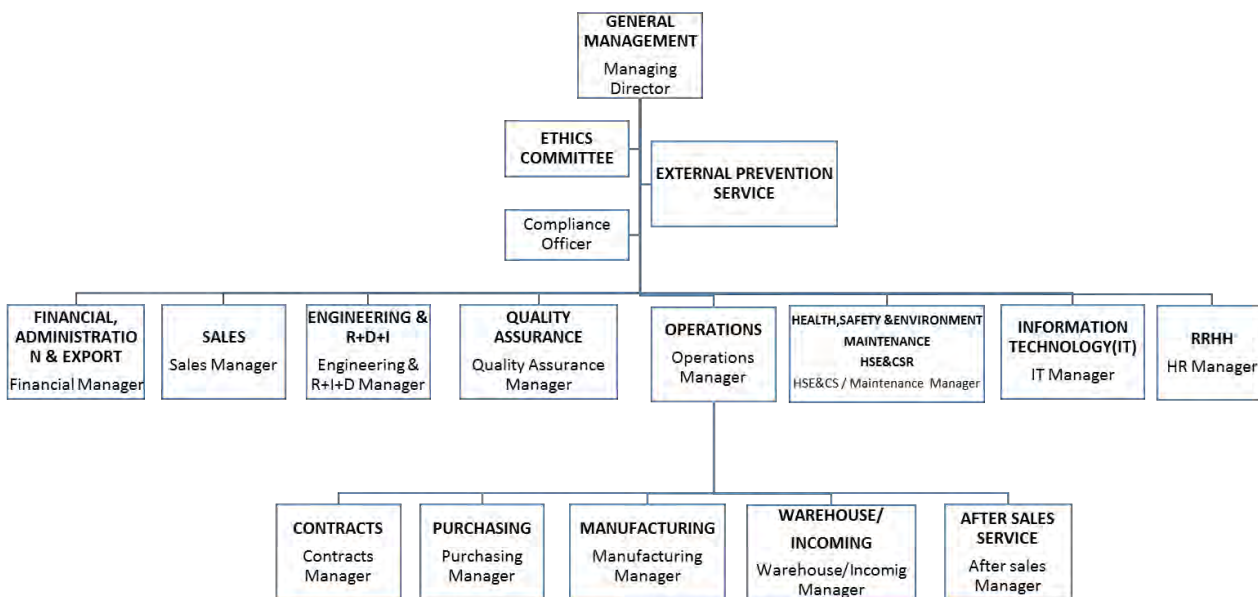 GENERAL
MANAGEMENT
Managing
Director
ETHICS
COMMITTEE
EXTERNAL PREVENTION
SERVICE
Compliance
Officer
FINANCIAL,
ADMINISTRATIO
N & EXPORT
Financial Manager
SALES
Sales Manager
ENGINEERING &
R+D+I
Engineering &
R+I+D Manager
QUALITY
ASSURANCE
Quality Assurance
Manager
OPERATIONS
Operations
Manager
HEALTH,SAFETY &ENVIRONMENT
MAINTENANCE
HSE&CSR
HSE&CS / Maintenance Manager
INFORMATION
TECHNOLOGY(IT)
IT Manager
RRHH
HR Manager
CONTRACTS
Contracts
Manager
PURCHASING
Purchasing
Manager
MANUFACTURING
Manufacturing
Manager
WAREHOUSE/
INCOMING
Warehouse/Incomig
Manager
AFTER SALES
SERVICE
After sales
Manager